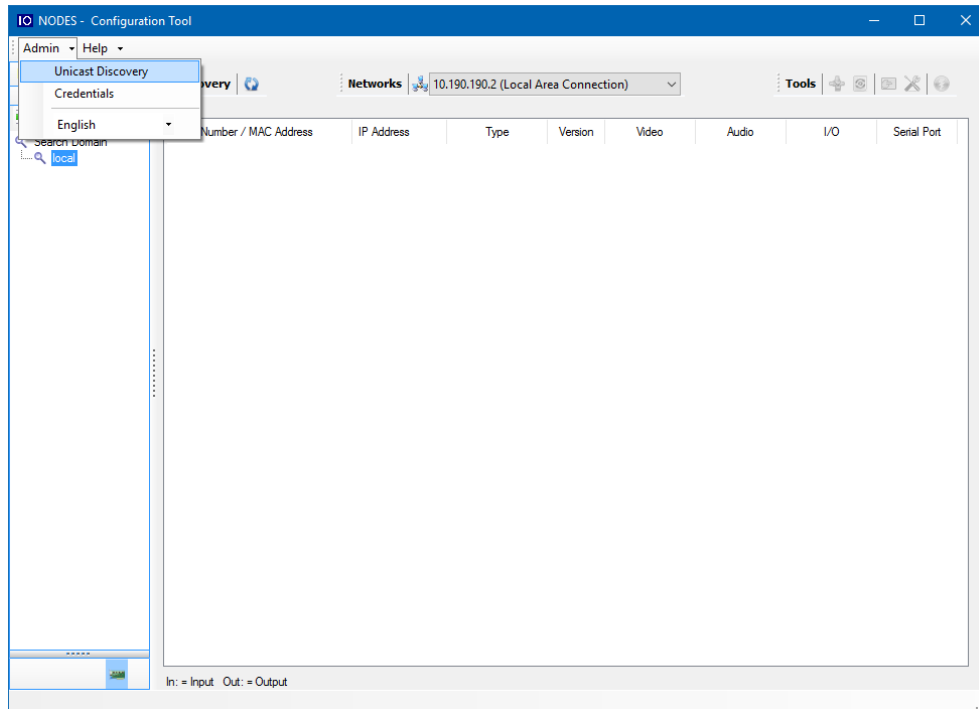 IO NODES - Configuration Tool
Admin Help
Unicast Discovery
Credentials
English
Networks 10.190.190.2 (Local Area Connection) Tools
Number / MAC Address IP Address Type Version Video Audio I/O Serial Port
Search Domain
local
In: = Input Out: = Output